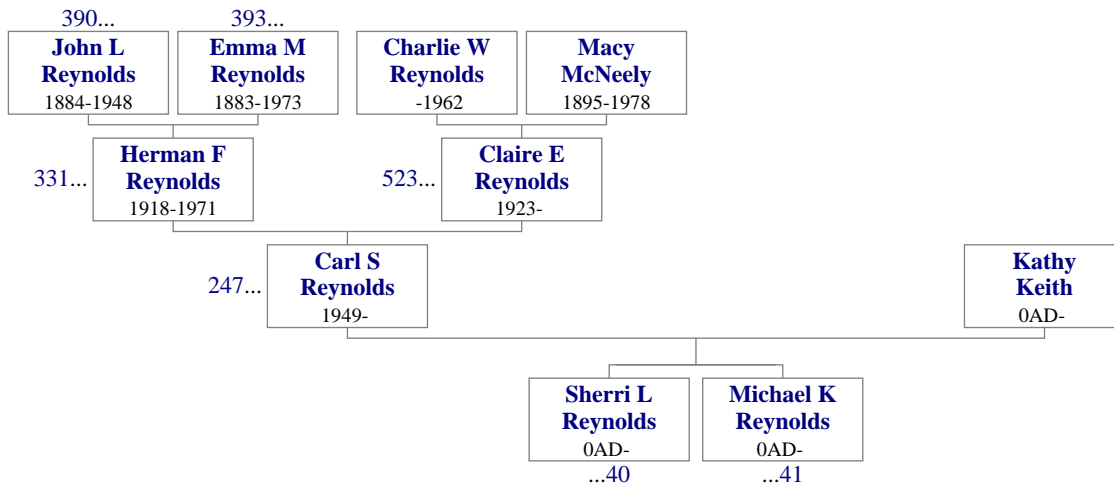 390...
393...
John L
Reynolds
1884-1948
Emma M
Reynolds
1883-1973
Charlie W
Reynolds
-1962
Macy
McNeely
1895-1978
331...
Herman F
Reynolds
1918-1971
523...
Claire E
Reynolds
1923-
247...
Carl S
Reynolds
1949-
Kathy
Keith
0AD-
Sherri L
Reynolds
0AD-
...40
Michael K
Reynolds
0AD-
...41